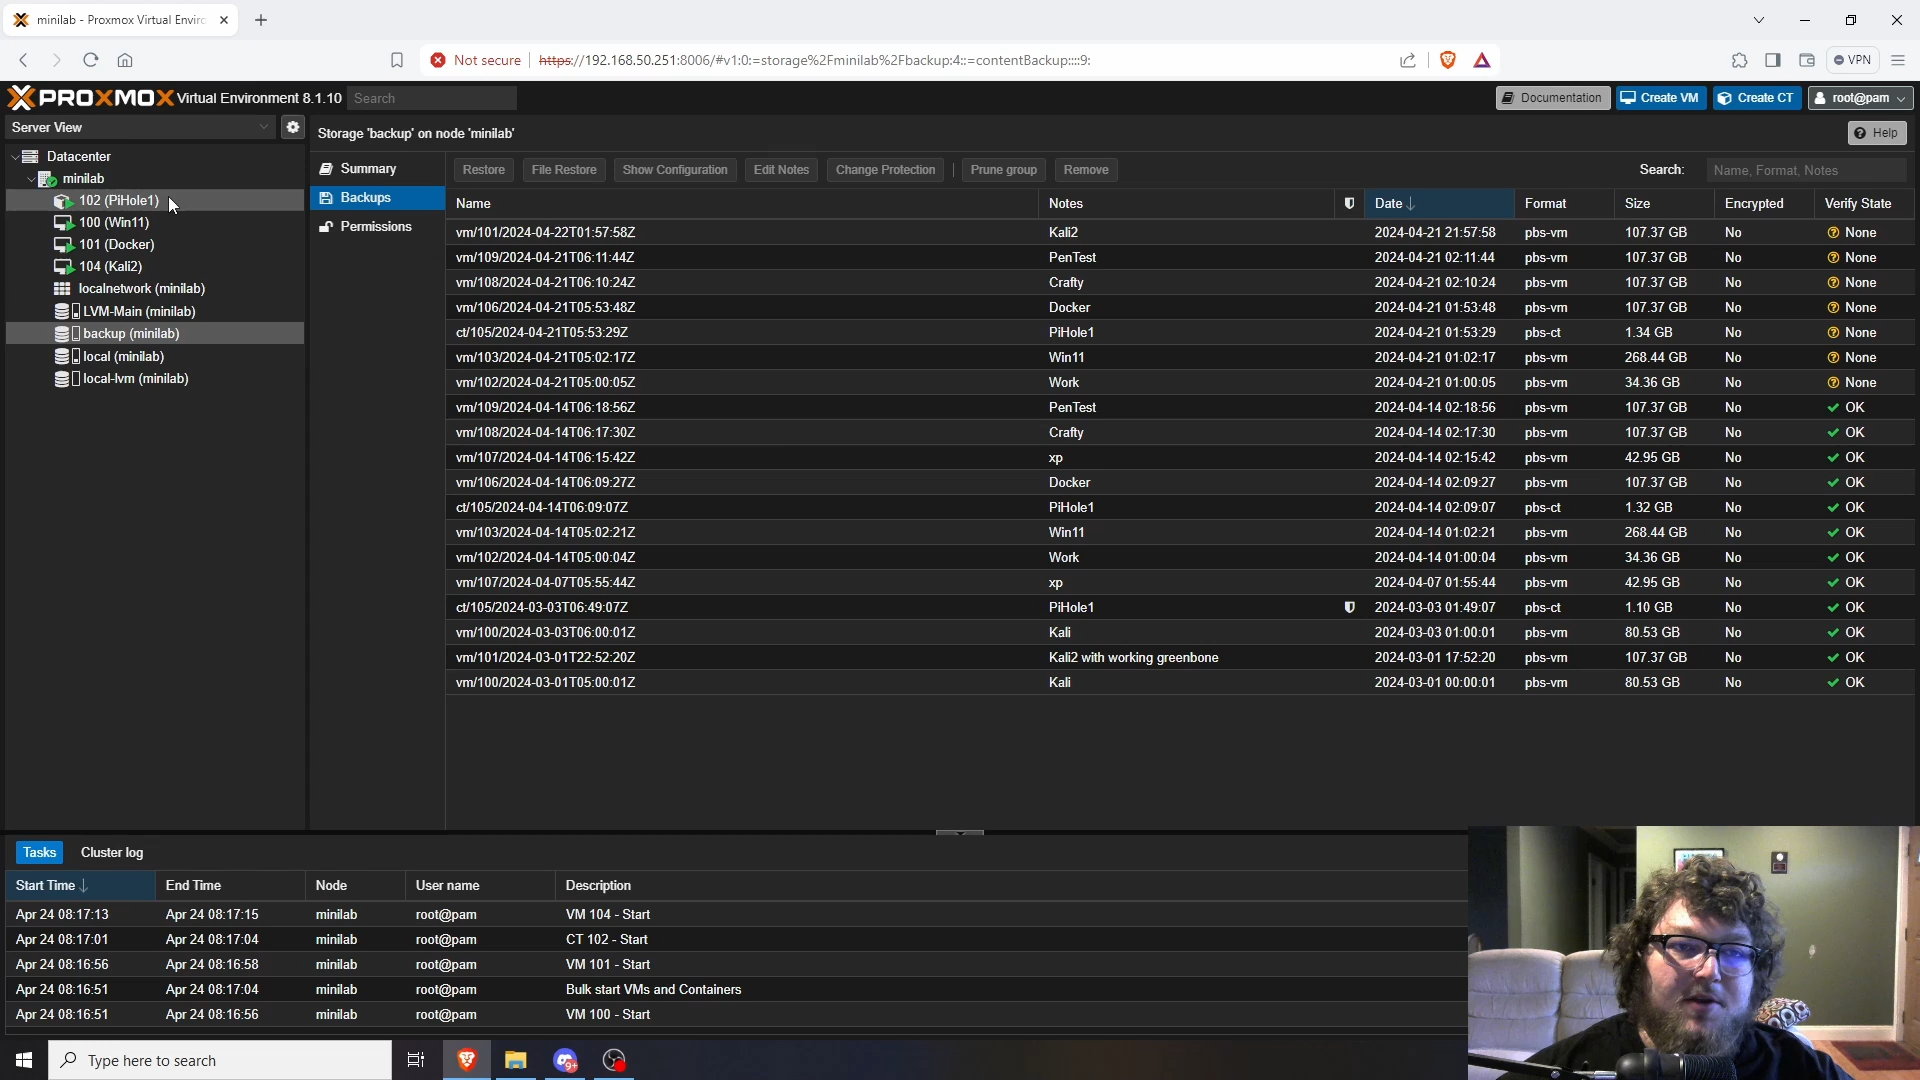 minilab - Proxmox Virtual Enviro
Not secure
https://192.168.50.251:8006/#v1:0:=storage%2Fminilab%2Fbackup:4::=contentBackup::::9:
VPN
PROXMOX Virtual Environment 8.1.10
Search
Documentation
Create VM
Create CT
root@pam
Server View
Storage 'backup' on node 'minilab'
Help
Datacenter
minilab
102 (PiHole1)
100 (Win11)
101 (Docker)
104 (Kali2)
localnetwork (minilab)
LVM-Main (minilab)
backup (minilab)
local (minilab)
local-lvm (minilab)
Summary
Backups
Permissions
Restore File Restore Show Configuration Edit Notes Change Protection Prune group Remove Search: Name, Format, Notes
Name Notes Date Format Size Encrypted Verify State
vm/101/2024-04-22T01:57:58Z Kali2 2024-04-21 21:57:58 pbs-vm 107.37 GB No None
vm/109/2024-04-21T06:11:44Z PenTest 2024-04-21 02:11:44 pbs-vm 107.37 GB No None
vm/108/2024-04-21T06:10:24Z Crafty 2024-04-21 02:10:24 pbs-vm 107.37 GB No None
vm/106/2024-04-21T05:53:48Z Docker 2024-04-21 01:53:48 pbs-vm 107.37 GB No None
ct/105/2024-04-21T05:53:29Z PiHole1 2024-04-21 01:53:29 pbs-ct 1.34 GB No None
vm/103/2024-04-21T05:02:17Z Win11 2024-04-21 01:02:17 pbs-vm 268.44 GB No None
vm/102/2024-04-21T05:00:05Z Work 2024-04-21 01:00:05 pbs-vm 34.36 GB No None
vm/109/2024-04-14T06:18:56Z PenTest 2024-04-14 02:18:56 pbs-vm 107.37 GB No OK
vm/108/2024-04-14T06:17:30Z Crafty 2024-04-14 02:17:30 pbs-vm 107.37 GB No OK
vm/107/2024-04-14T06:15:42Z xp 2024-04-14 02:15:42 pbs-vm 42.95 GB No OK
vm/106/2024-04-14T06:09:27Z Docker 2024-04-14 02:09:27 pbs-vm 107.37 GB No OK
ct/105/2024-04-14T06:09:07Z PiHole1 2024-04-14 02:09:07 pbs-ct 1.32 GB No OK
vm/103/2024-04-14T05:02:21Z Win11 2024-04-14 01:02:21 pbs-vm 268.44 GB No OK
vm/102/2024-04-14T05:00:04Z Work 2024-04-14 01:00:04 pbs-vm 34.36 GB No OK
vm/107/2024-04-07T05:55:44Z xp 2024-04-07 01:55:44 pbs-vm 42.95 GB No OK
ct/105/2024-03-03T06:49:07Z PiHole1 2024-03-03 01:49:07 pbs-ct 1.10 GB No OK
vm/100/2024-03-03T06:00:01Z Kali 2024-03-03 01:00:01 pbs-vm 80.53 GB No OK
vm/101/2024-03-01T22:52:20Z Kali2 with working greenbone 2024-03-01 17:52:20 pbs-vm 107.37 GB No OK
vm/100/2024-03-01T05:00:01Z Kali 2024-03-01 00:00:01 pbs-vm 80.53 GB No OK
Tasks Cluster log
Start Time End Time Node User name Description
Apr 24 08:17:13 Apr 24 08:17:15 minilab root@pam VM 104 - Start
Apr 24 08:17:01 Apr 24 08:17:04 minilab root@pam CT 102 - Start
Apr 24 08:16:56 Apr 24 08:16:58 minilab root@pam VM 101 - Start
Apr 24 08:16:51 Apr 24 08:17:04 minilab root@pam Bulk start VMs and Containers
Apr 24 08:16:51 Apr 24 08:16:56 minilab root@pam VM 100 - Start
Type here to search
9+